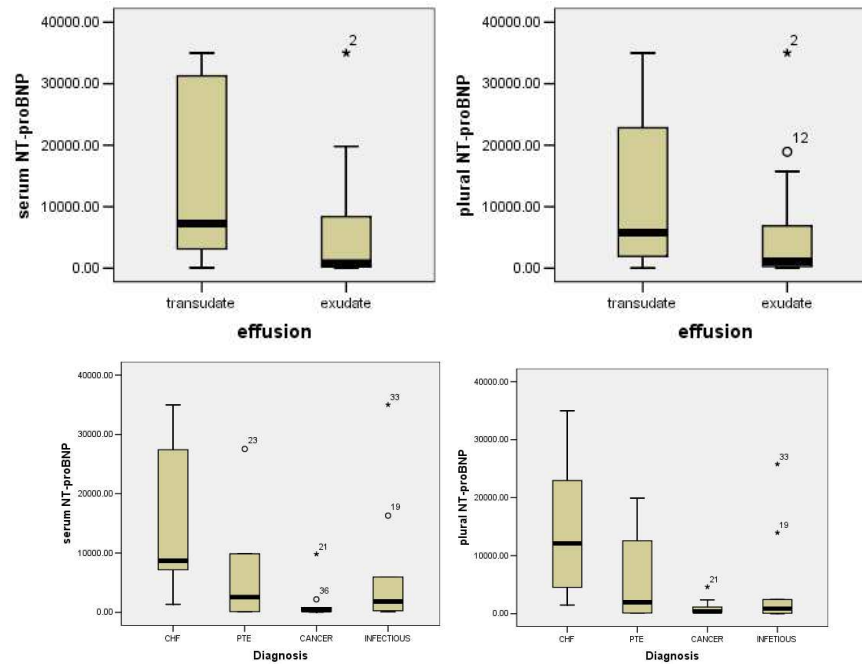 40000.00
30000.00
20000.00
10000.00
0.00
serum NT-proBNP
2
transudate
exudate
effusion
40000.00
30000.00
20000.00
10000.00
0.00
plural NT-proBNP
2
12
transudate
exudate
effusion
40000.00
30000.00
20000.00
10000.00
0.00
serum NT-proBNP
23
21
36
33
19
CHF
PTE
CANCER
INFECTIOUS
Diagnosis
40000.00
30000.00
20000.00
10000.00
0.00
plural NT-proBNP
21
33
19
CHF
PTE
CANCER
INFETIOUS
Diagnosis